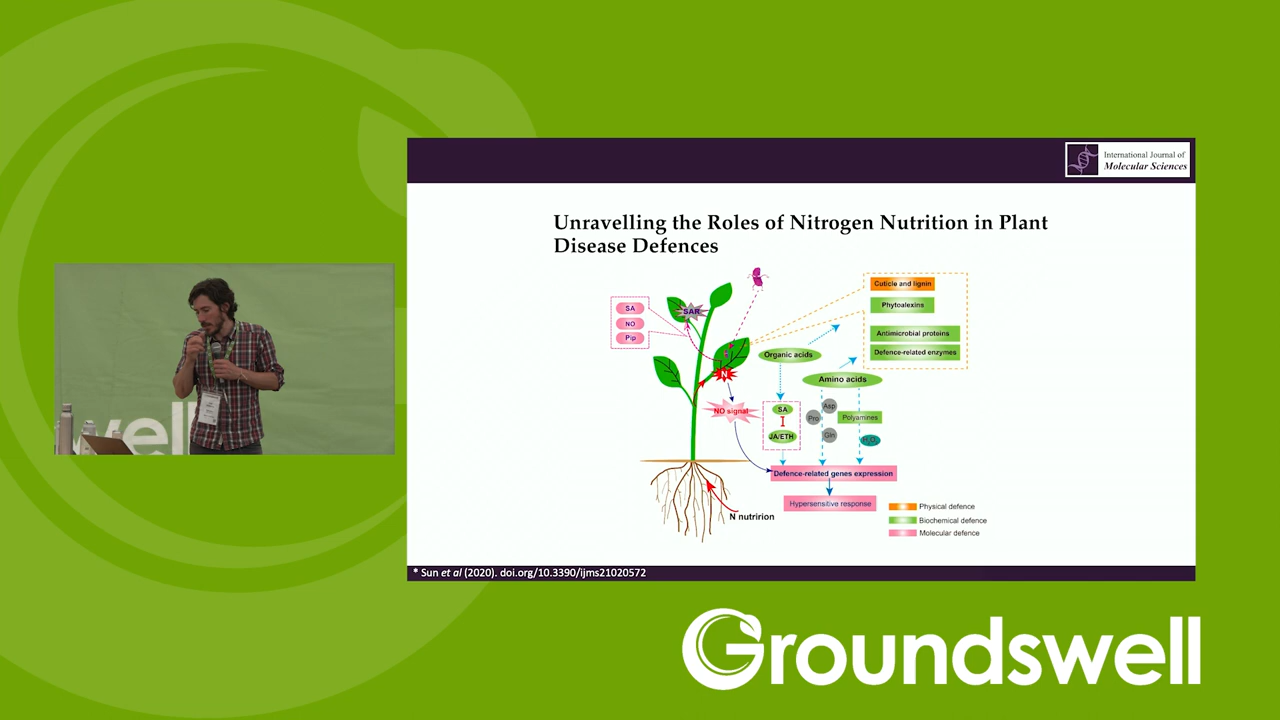 International Journal of
Molecular Sciences
Unravelling the Roles of Nitrogen Nutrition in Plant
Disease Defences
SA
NO
Pip
SAR
N
NO signal
Organic acids
SA
JA/ETH
Amino acids
Asp
Pro
Gln
Polyamines
H₂O₂
Cuticle and lignin
Phytoalexins
Antimicrobial proteins
Defence-related enzymes
Defence-related genes expression
Hypersensitive response
N nutririon
Physical defence
Biochemical defence
Molecular defence
* Sun et al (2020). doi.org/10.3390/ijms21020572
well
Groundswell